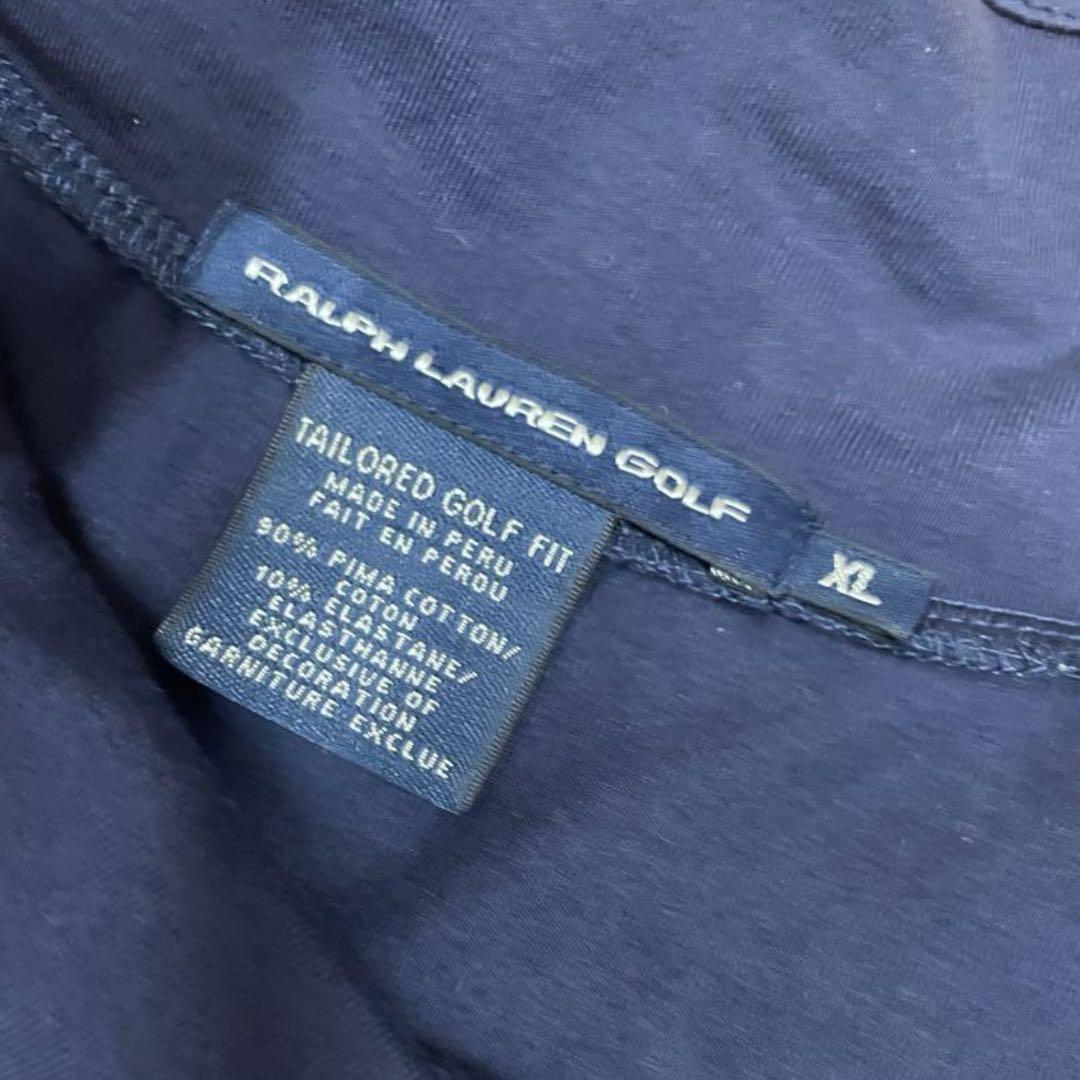 RALPH LAUREN GOLF
XL
TAILORED GOLF FIT
MADE IN PERU
FAIT EN PEROU
90% PIMA COTTON/
COTON
10% ELASTANE/
ELASTHANNE
EXCLUSIVE OF
DECORATION
GARNITURE EXCLUE